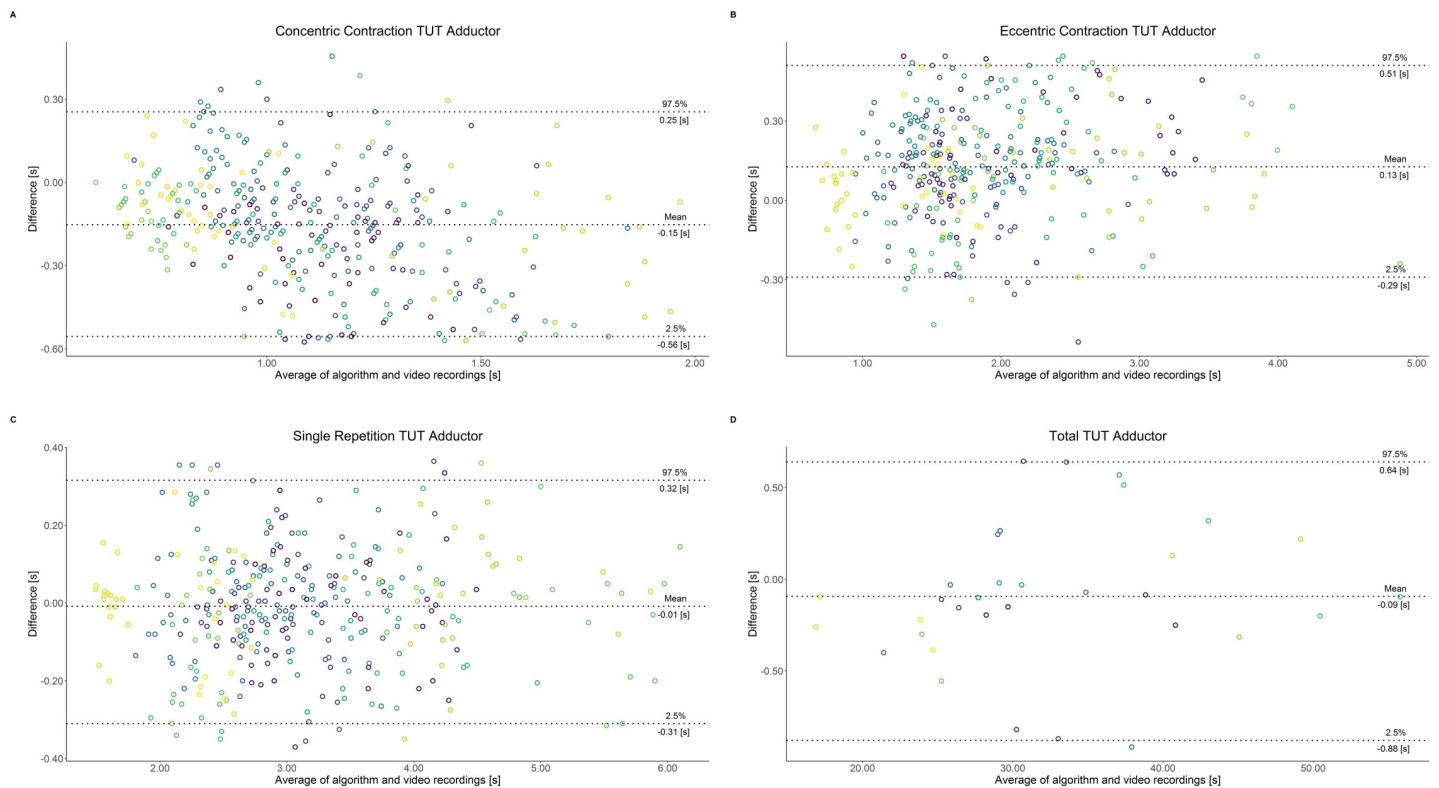 A
Concentric Contraction TUT Adductor
Difference [s]
0.30
0.00
-0.30
-0.60
97.5%
0.25 [s]
Mean
-0.15 [s]
2.5%
-0.56 [s]
1.00
1.50
2.00
Average of algorithm and video recordings [s]
B
Eccentric Contraction TUT Adductor
Difference [s]
0.30
0.00
-0.30
97.5%
0.51 [s]
Mean
0.13 [s]
2.5%
-0.29 [s]
1.00
2.00
3.00
4.00
5.00
Average of algorithm and video recordings [s]
C
Single Repetition TUT Adductor
Difference [s]
0.40
0.20
0.00
-0.20
-0.40
97.5%
0.32 [s]
Mean
-0.01 [s]
2.5%
-0.31 [s]
2.00
3.00
4.00
5.00
6.00
Average of algorithm and video recordings [s]
D
Total TUT Adductor
Difference [s]
0.50
0.00
-0.50
97.5%
0.64 [s]
Mean
-0.09 [s]
2.5%
-0.88 [s]
20.00
30.00
40.00
50.00
Average of algorithm and video recordings [s]